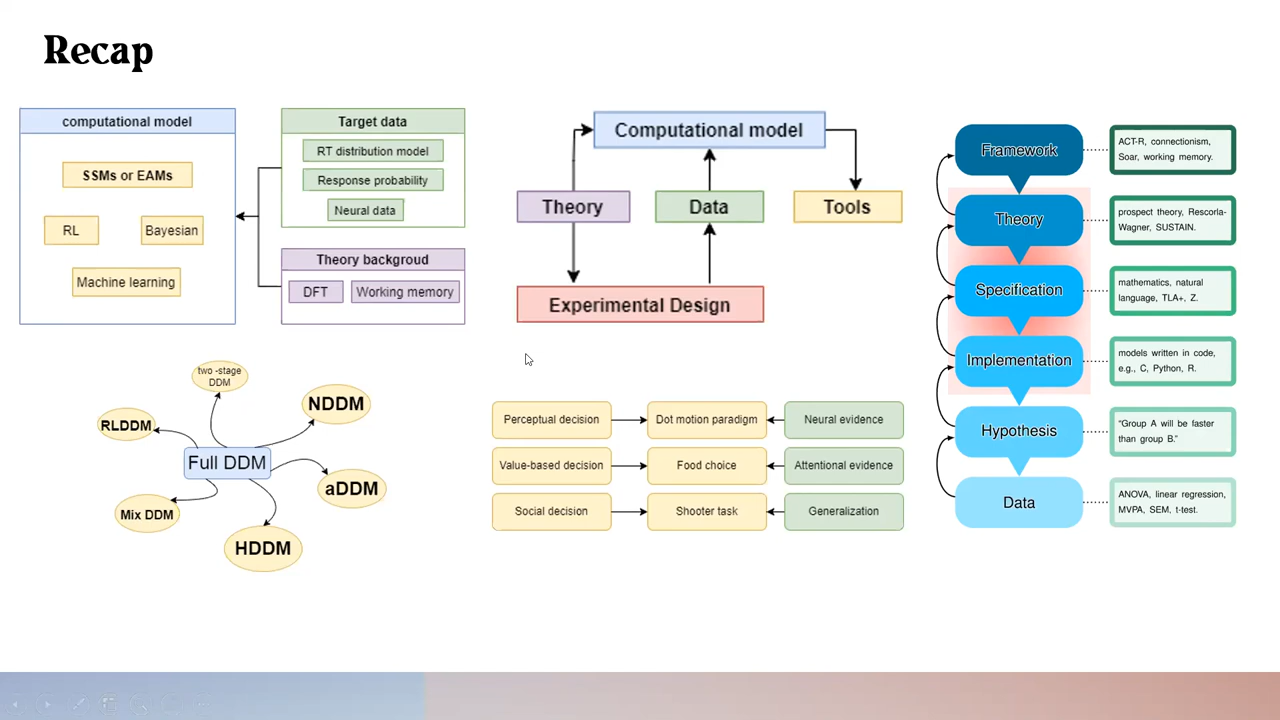 Recap
computational model
SSMs or EAMs
RL
Bayesian
Machine learning
Target data
RT distribution model
Response probability
Neural data
Theory backgroud
DFT
Working memory
Computational model
Theory
Data
Tools
Experimental Design
Framework
ACT-R, connectionism,
Soar, working memory.
Theory
prospect theory, Rescorla-
Wagner, SUSTAIN.
Specification
mathematics, natural
language, TLA+, Z.
Implementation
models written in code,
e.g., C, Python, R.
Hypothesis
"Group A will be faster
than group B."
Data
ANOVA, linear regression,
MVPA, SEM, t-test.
two -stage
DDM
NDDM
RLDDM
Full DDM
aDDM
Mix DDM
HDDM
Perceptual decision
Dot motion paradigm
Neural evidence
Value-based decision
Food choice
Attentional evidence
Social decision
Shooter task
Generalization